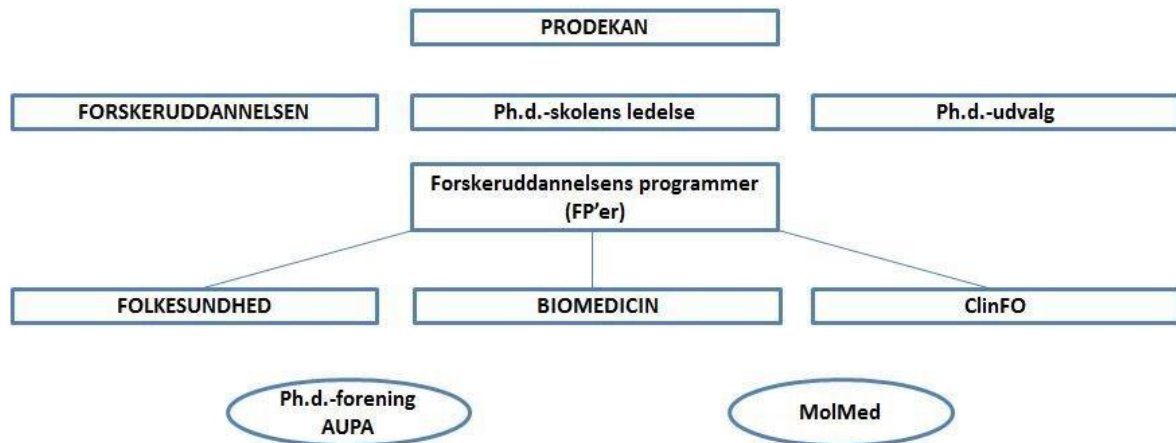 PRODEKAN
FORSKERUDDANNELSEN
Ph.d.-skolens ledelse
Ph.d.-udvalg
Forskeruddannelsens programmer
(FP’er)
FOLKESUNDHED
BIOMEDICIN
ClinFO
Ph.d.-forening
AUPA
MolMed